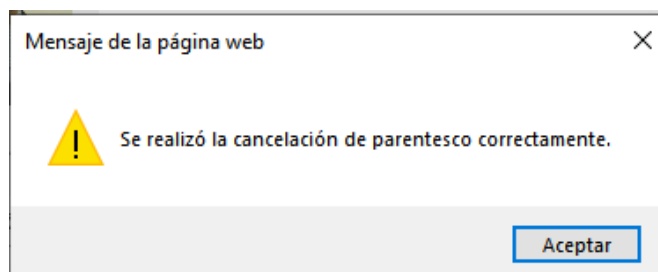 Mensaje de la página web
Se realizó la cancelación de parentesco correctamente.
Aceptar